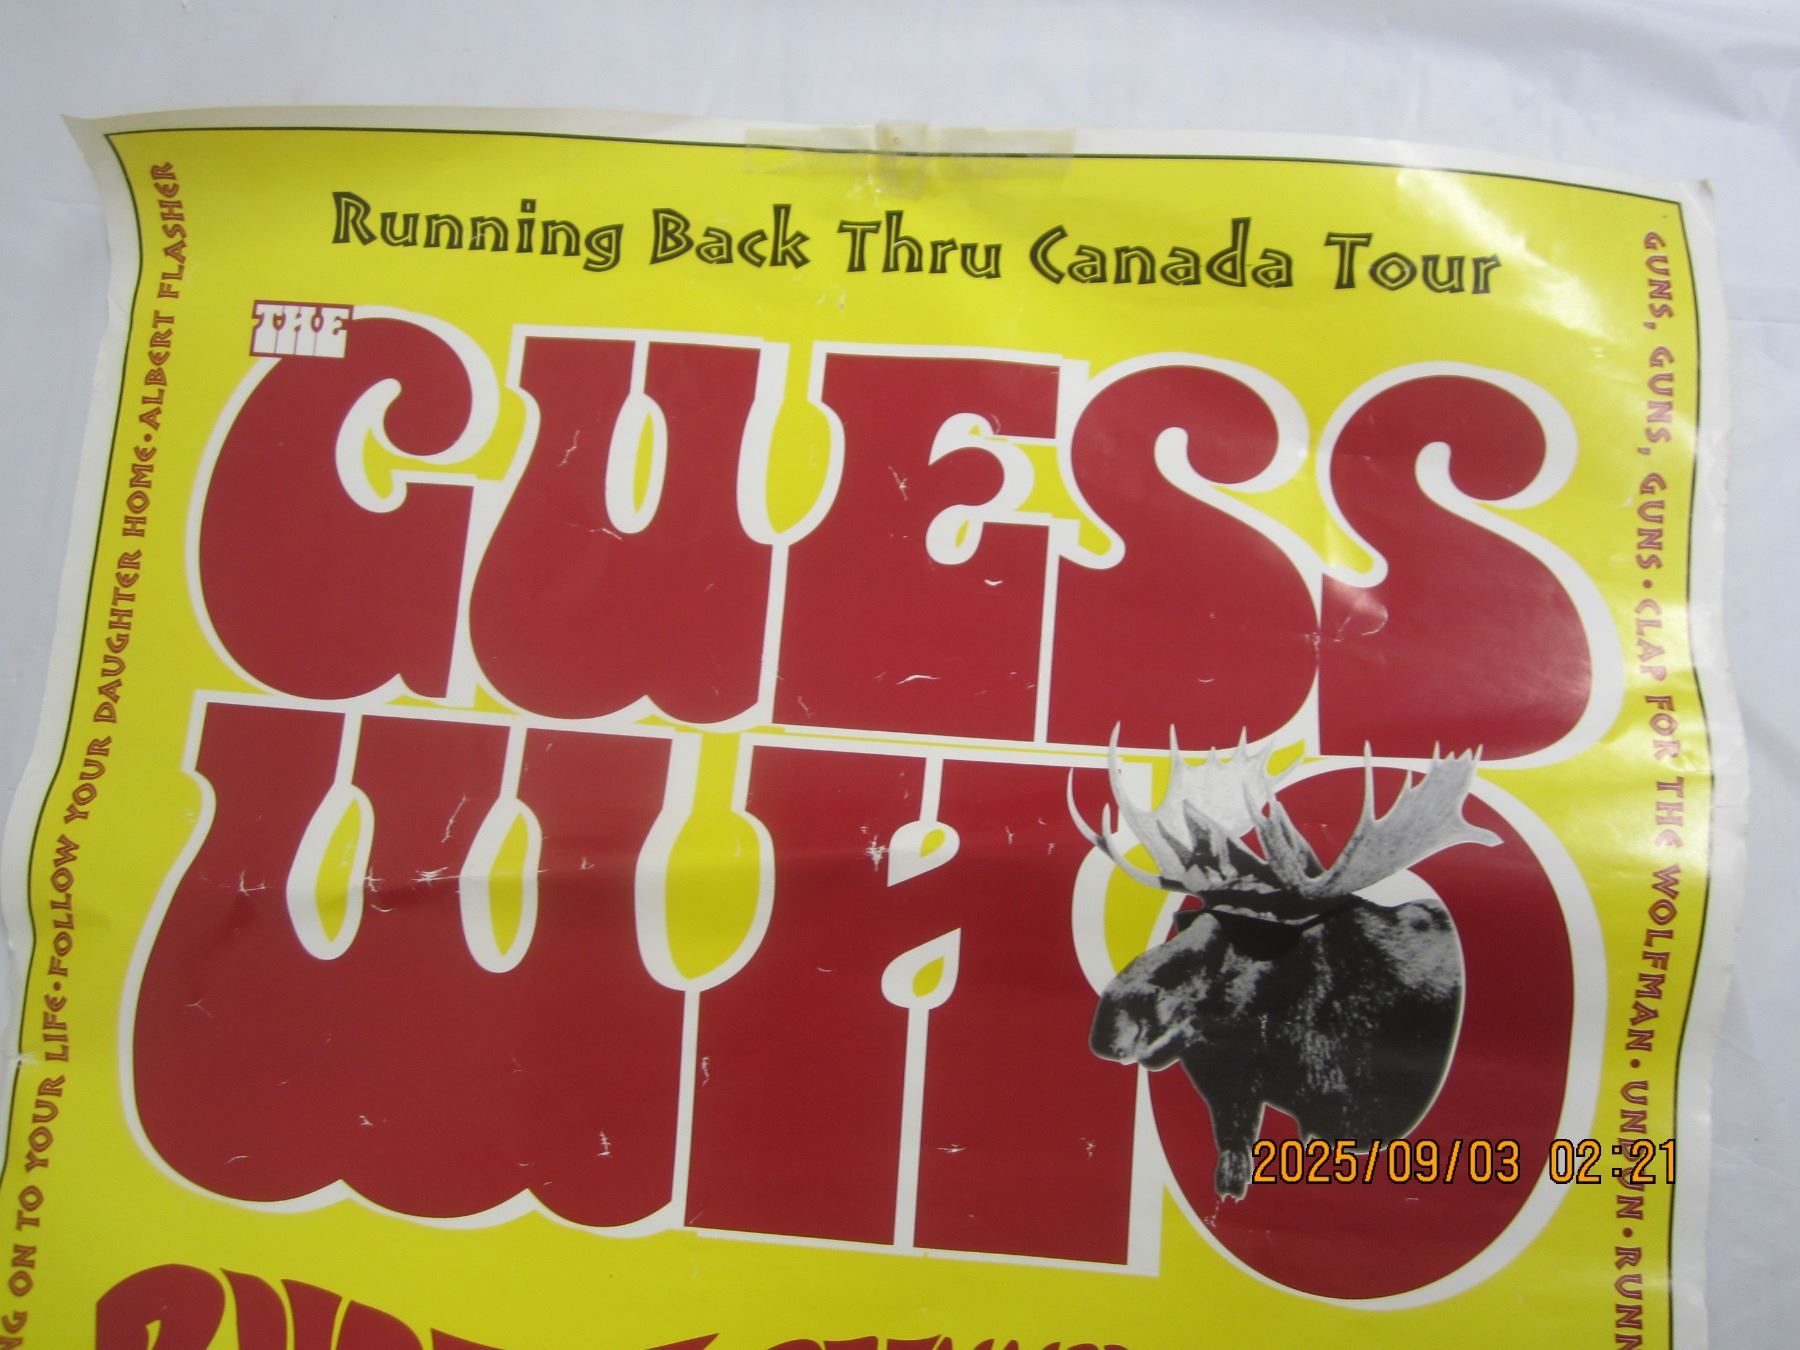 Running Back Thru Canada Tour
THE
GUESS
WHO
ON TO YOUR LIFE•FOLLOW YOUR DAUGHTER HOME•ALBERT FLASHER
GUNS, GUNS, GUNS•CLAP FOR THE WOLFMAN•UNDUN•
2025/09/03 02:21